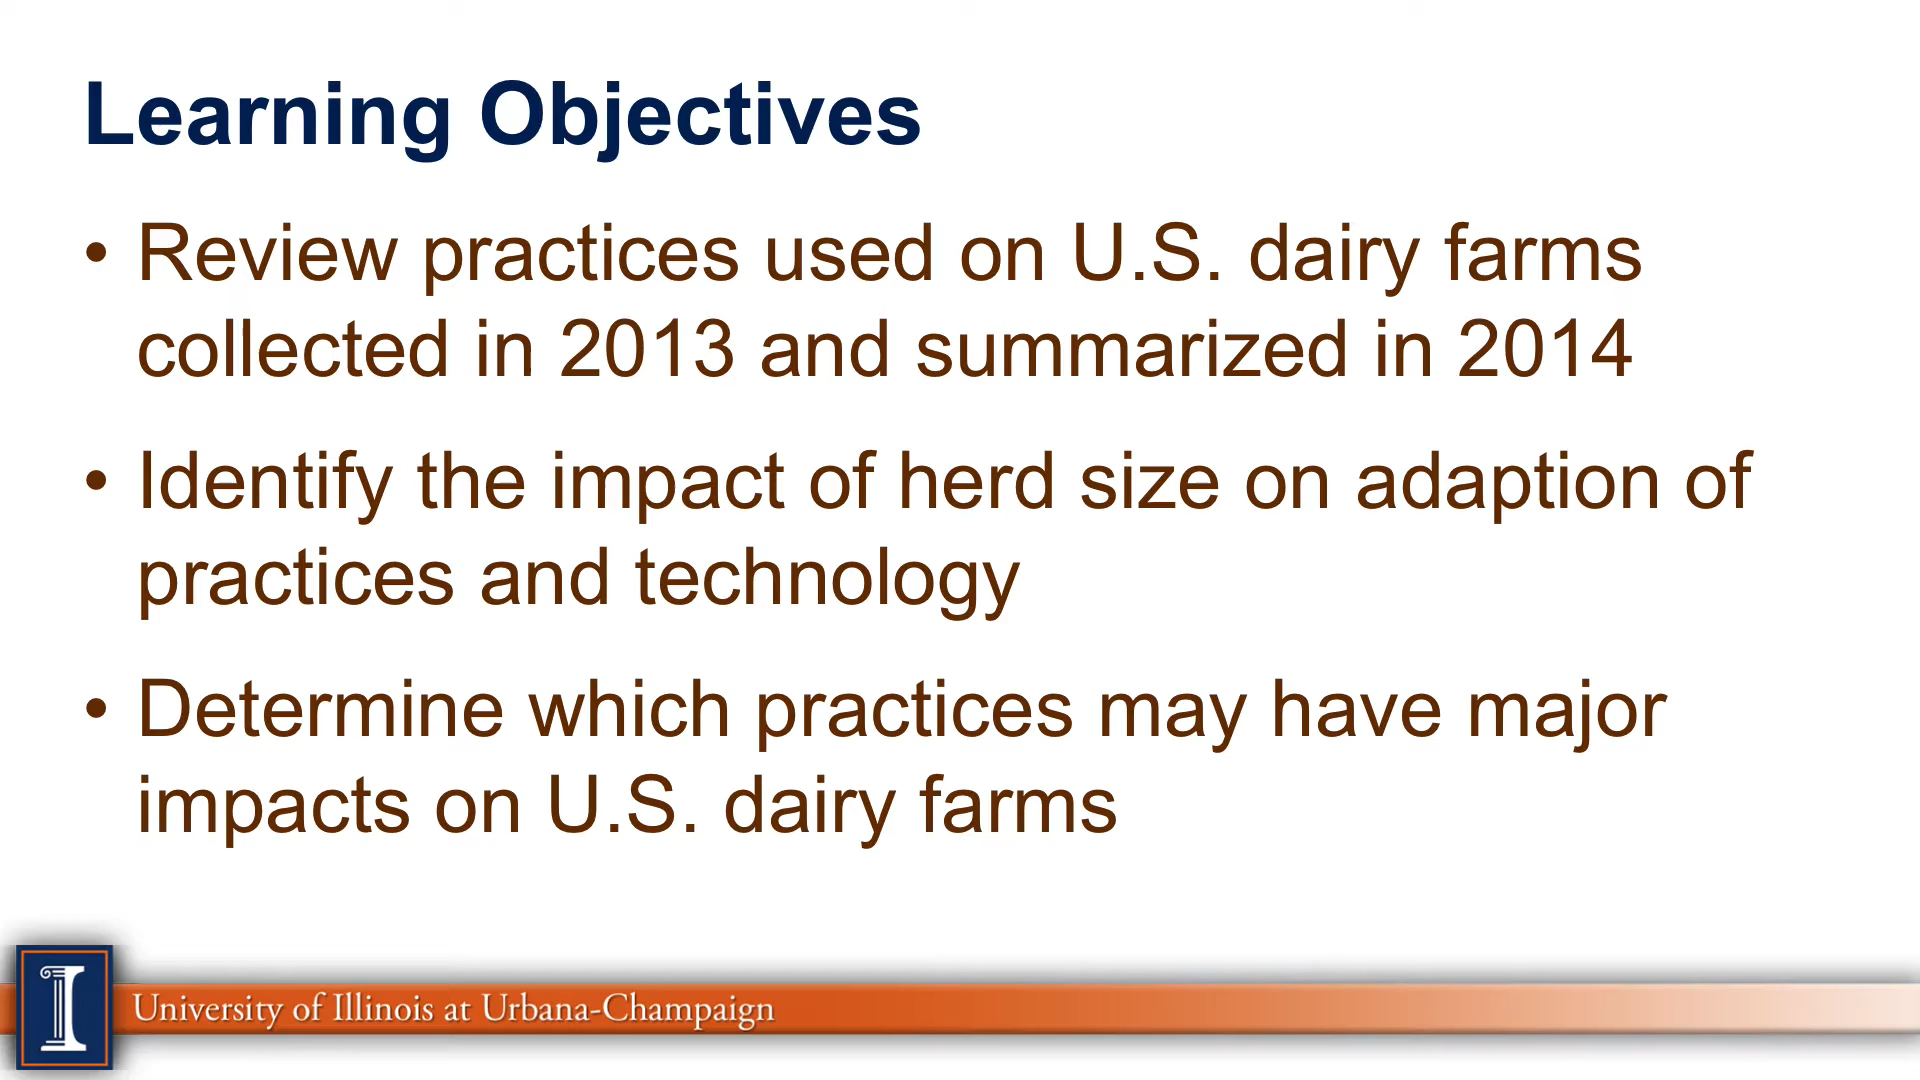 Learning Objectives
• Review practices used on U.S. dairy farms
collected in 2013 and summarized in 2014
• Identify the impact of herd size on adaption of
practices and technology
• Determine which practices may have major
impacts on U.S. dairy farms
I
University of Illinois at Urbana-Champaign